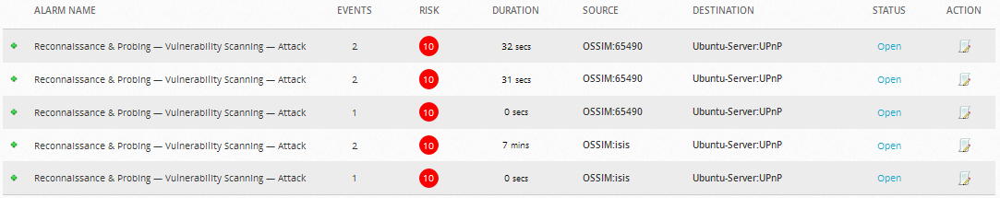 ALARM NAME EVENTS RISK DURATION SOURCE DESTINATION STATUS ACTION
Reconnaissance & Probing — Vulnerability Scanning — Attack 2 10 32 secs OSSIM:65490 Ubuntu-Server:UPnP Open
Reconnaissance & Probing — Vulnerability Scanning — Attack 2 10 31 secs OSSIM:65490 Ubuntu-Server:UPnP Open
Reconnaissance & Probing — Vulnerability Scanning — Attack 1 10 0 secs OSSIM:65490 Ubuntu-Server:UPnP Open
Reconnaissance & Probing — Vulnerability Scanning — Attack 2 10 7 mins OSSIM:isis Ubuntu-Server:UPnP Open
Reconnaissance & Probing — Vulnerability Scanning — Attack 1 10 0 secs OSSIM:isis Ubuntu-Server:UPnP Open